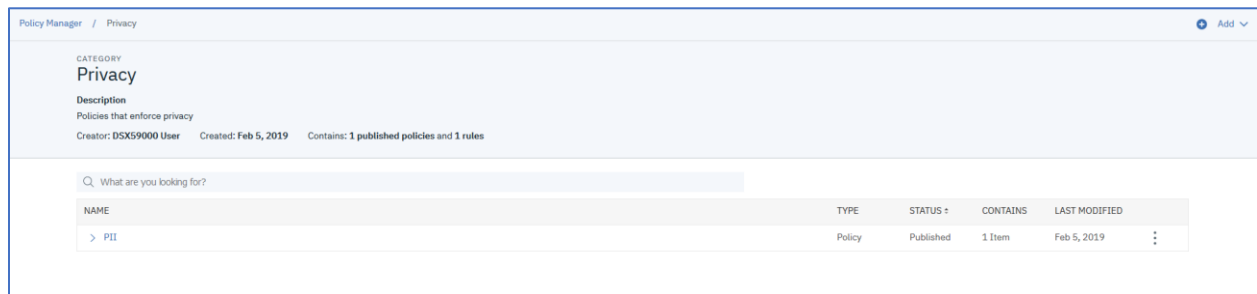 Policy Manager / Privacy Add
CATEGORY
Privacy
Description
Policies that enforce privacy
Creator: DSX59000 User Created: Feb 5, 2019 Contains: 1 published policies and 1 rules
What are you looking for?
NAME TYPE STATUS CONTAINS LAST MODIFIED
PII Policy Published 1 Item Feb 5, 2019